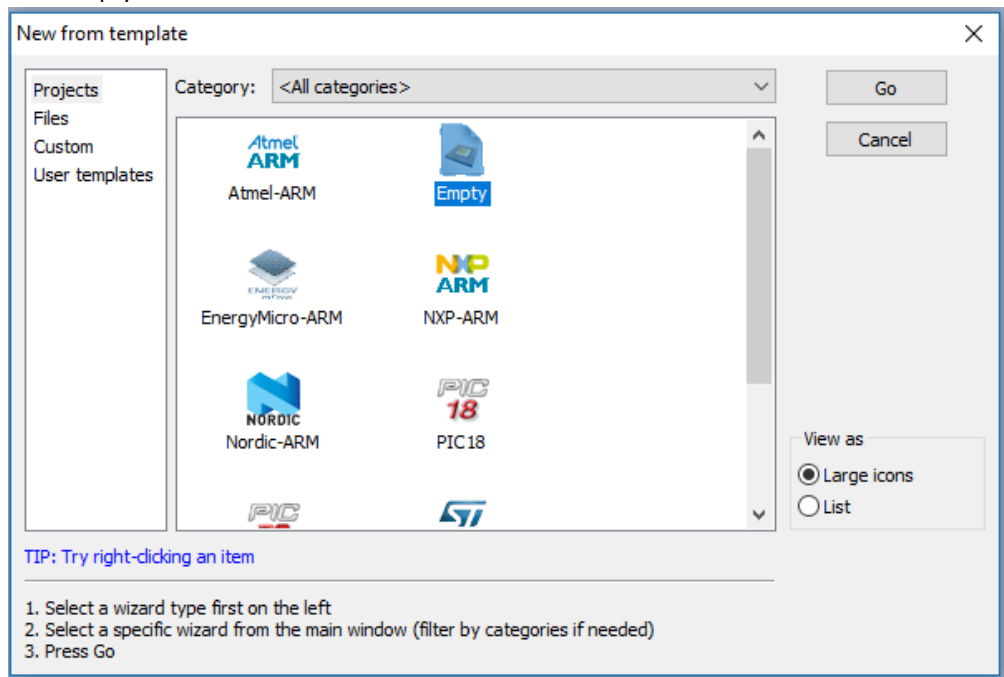 New from template
Projects
Files
Custom
User templates
Category: <All categories>
Go
Cancel
Atmel
ARM
Atmel-ARM
Empty
ENERGY
EnergyMicro-ARM
NXP
ARM
NXP-ARM
NORDIC
Nordic-ARM
PIC
18
PIC18
PIC
ST
View as
Large icons
List
TIP: Try right-clicking an item
1. Select a wizard type first on the left
2. Select a specific wizard from the main window (filter by categories if needed)
3. Press Go